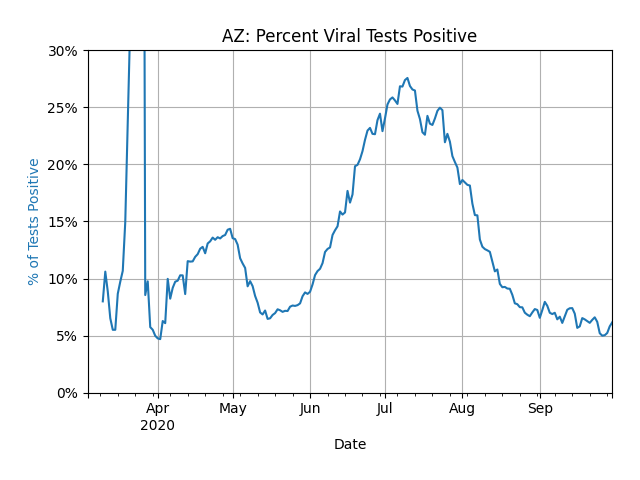 AZ: Percent Viral Tests Positive
30%
25%
20%
15%
10%
5%
0%
% of Tests Positive
Apr
2020
May
Jun
Jul
Aug
Sep
Date